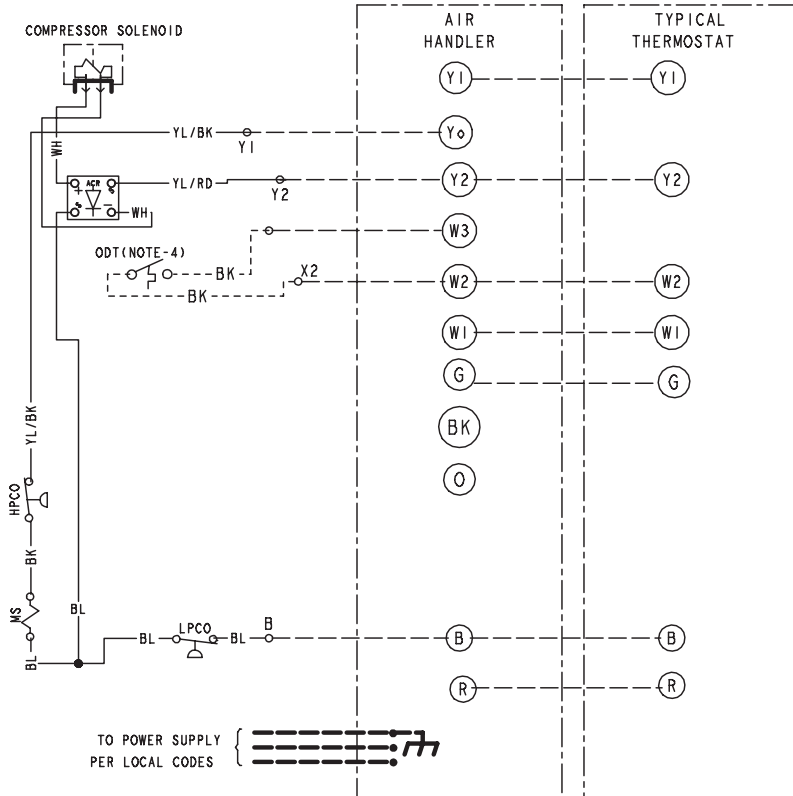 COMPRESSOR SOLENOID
AIR
HANDLER
TYPICAL
THERMOSTAT
Y1
Y1
YL/BK
Y1
Yo
WH
ACR
YL/RD
Y2
Y2
Y2
WH
W3
ODT(NOTE-4)
BK
X2
BK
W2
W2
W1
W1
G
G
BK
O
YL/BK
HPCO
BK
MS
BL
BL
BL
LPCO
BL
B
B
B
R
R
TO POWER SUPPLY
PER LOCAL CODES